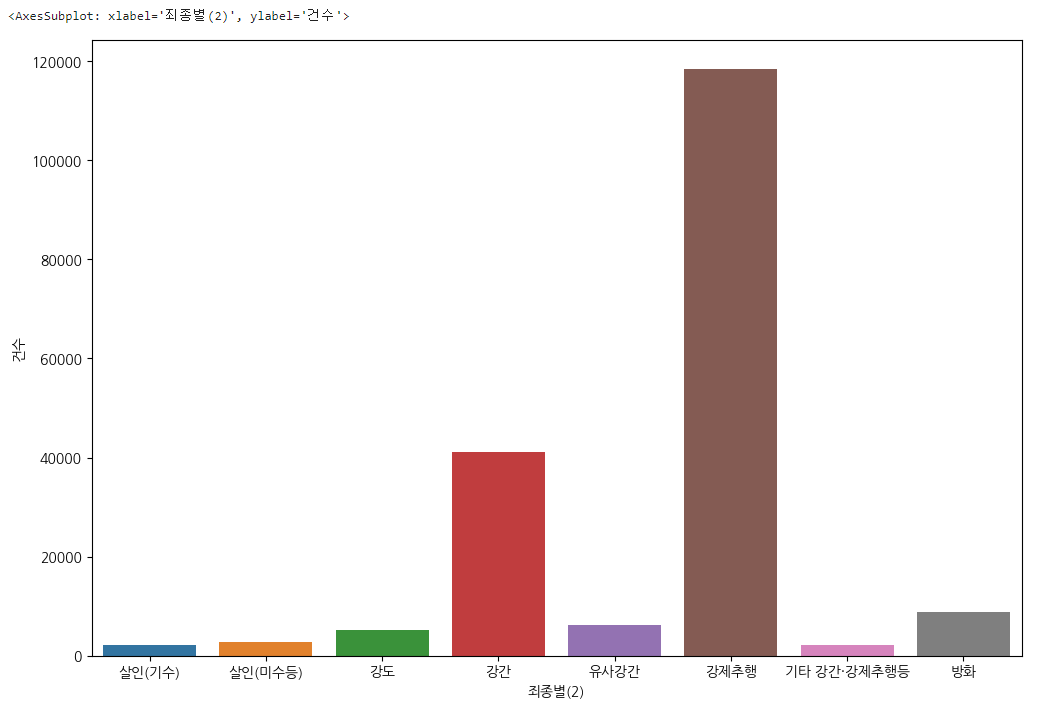 <AxesSubplot: xlabel='죄종별(2)', ylabel='건수'>
120000
100000
80000
60000
40000
20000
0
건수
살인(기수) 살인(미수등) 강도 강간 유사강간 강제추행 기타 강간·강제추행등 방화
죄종별(2)